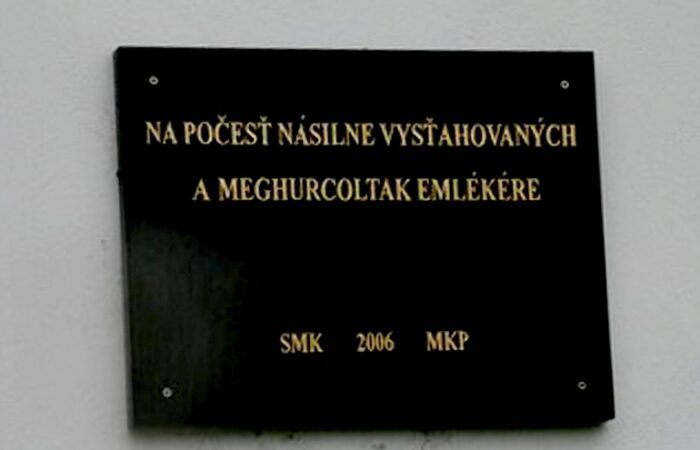 NA POČESŤ NÁSILNE VYSŤAHOVANÝCH
A MEGHURCOLTAK EMLÉKÉRE
SMK 2006 MKP